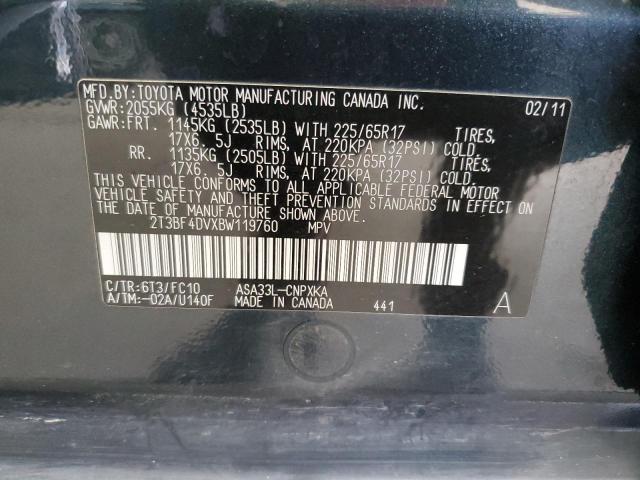 MFD. BY: TOYOTA MOTOR MANUFACTURING CANADA INC. 02/11
GVWR: 2055KG (4535LB)
GAWR: FRT. 1145KG (2535LB) WITH 225/65R17 TIRES,
17X6. 5J RIMS, AT 220KPA (32PSI) COLD
RR. 1135KG (2505LB) WITH 225/65R17 TIRES,
17X6. 5J RIMS, AT 220KPA (32PSI) COLD.
THIS VEHICLE CONFORMS TO ALL APPLICABLE FEDERAL MOTOR
VEHICLE SAFETY AND THEFT PREVENTION STANDARDS IN EFFECT ON
THE DATE OF MANUFACTURE SHOWN ABOVE.
2T3BF4DVXBW119760 MPV
C/TR: 6T3/FC10 ASA33L-CNPXKA
A/TM: -02A/U140F MADE IN CANADA 441 A